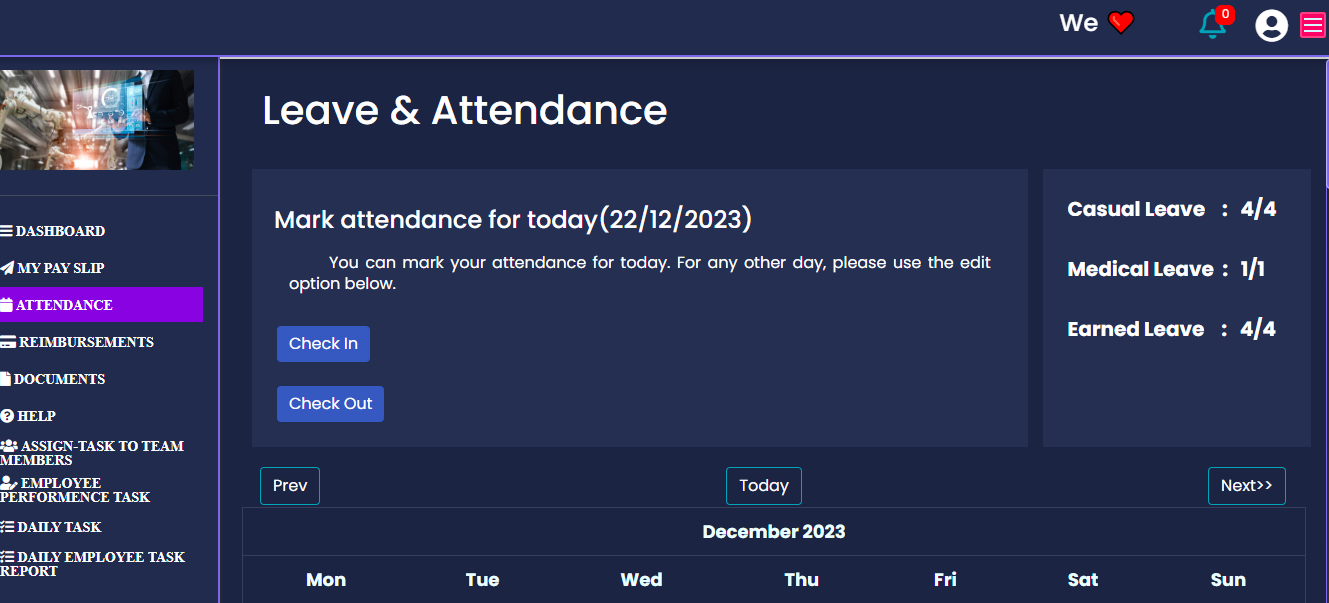 We
0
Leave & Attendance
DASHBOARD
MY PAY SLIP
ATTENDANCE
REIMBURSEMENTS
DOCUMENTS
HELP
ASSIGN-TASK TO TEAM
MEMBERS
EMPLOYEE
PERFORMENCE TASK
DAILY TASK
DAILY EMPLOYEE TASK
REPORT
Mark attendance for today(22/12/2023)
You can mark your attendance for today. For any other day, please use the edit
option below.
Check In
Check Out
Casual Leave : 4/4
Medical Leave : 1/1
Earned Leave : 4/4
Prev Today Next>>
December 2023
Mon Tue Wed Thu Fri Sat Sun